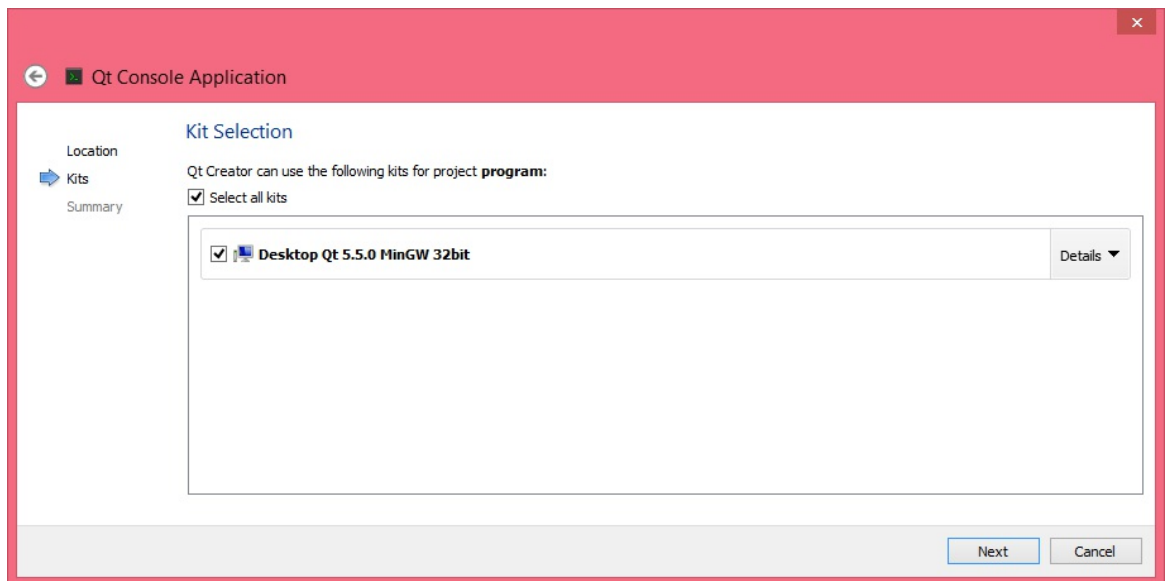 Qt Console Application
Location
Kits
Summary
Kit Selection
Qt Creator can use the following kits for project program:
Select all kits
Desktop Qt 5.5.0 MinGW 32bit
Details
Next
Cancel